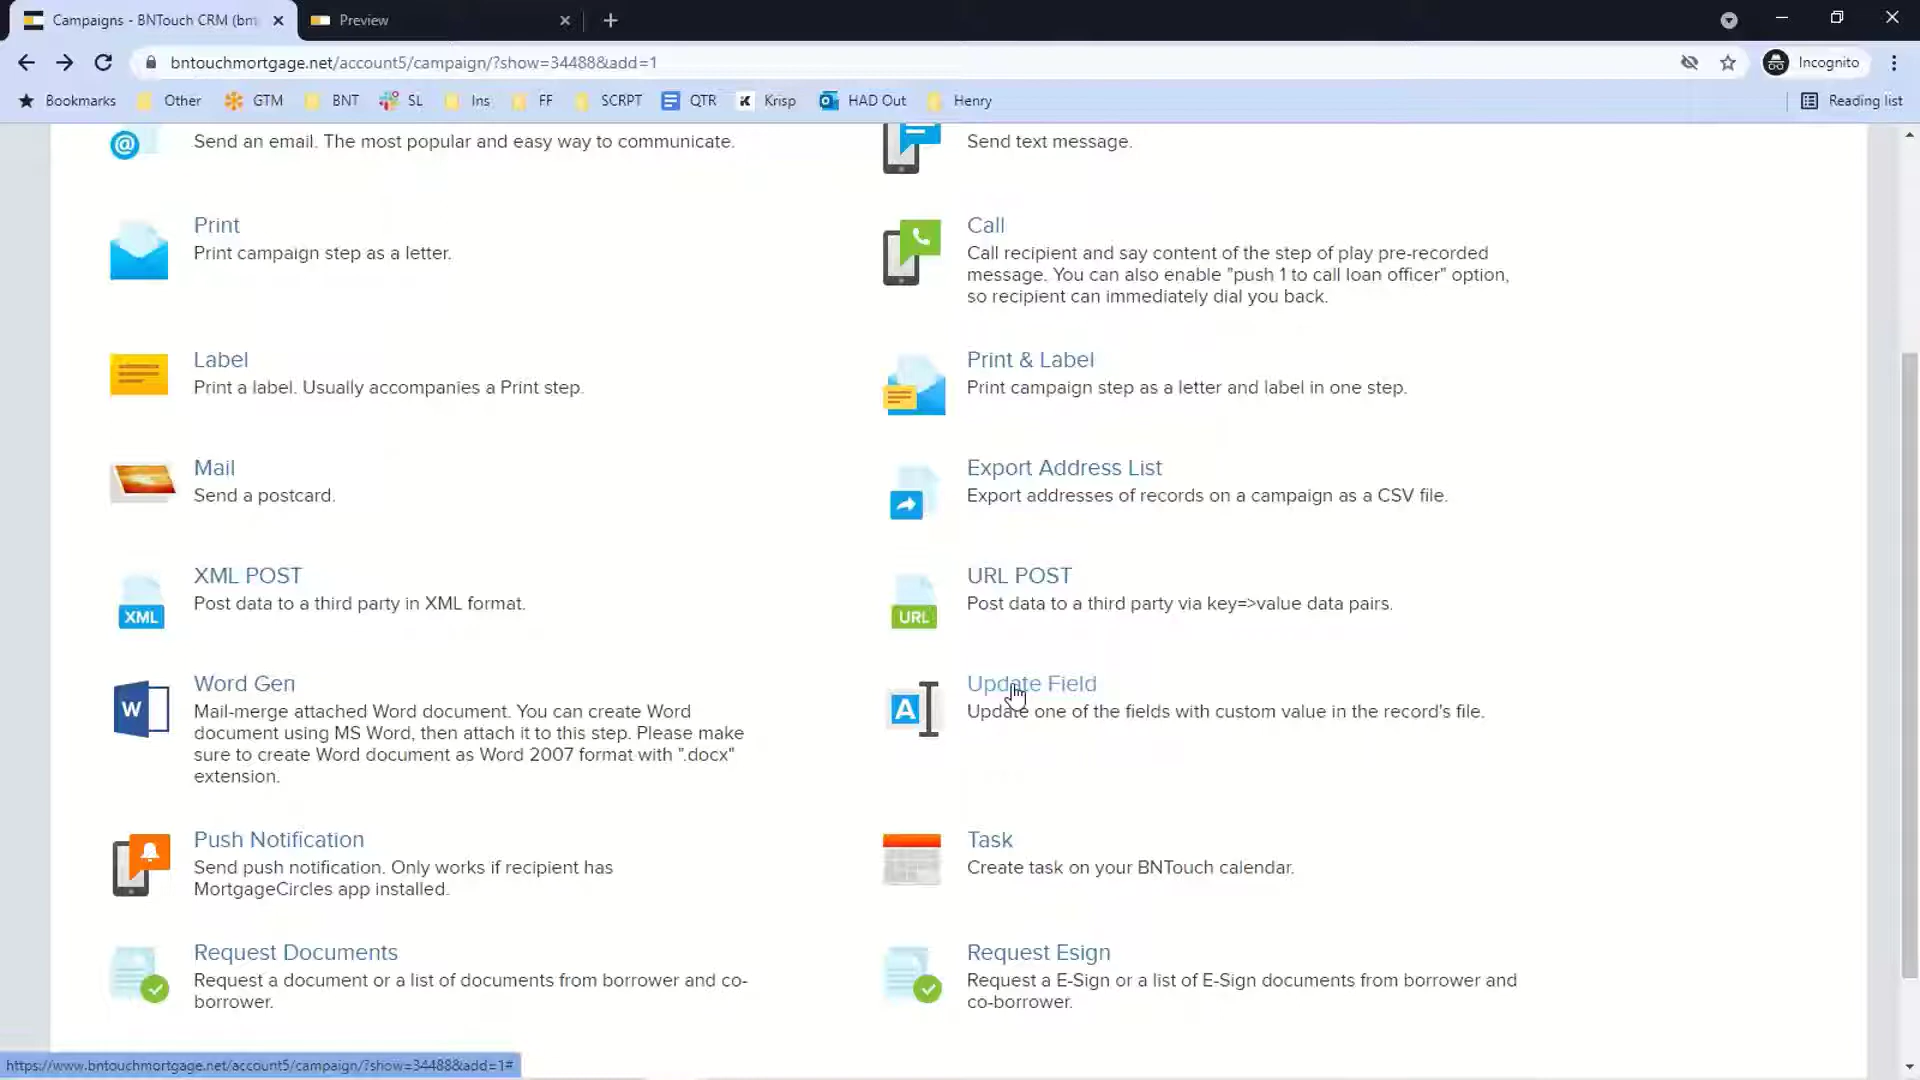 Campaigns - BNTouch CRM (bn
Preview
bntouchmortgage.net/account5/campaign/?show=34488&add=1
Incognito
Bookmarks
Other
GTM
BNT
SL
Ins
FF
SCRPT
QTR
Krisp
HAD Out
Henry
Reading list
@
Send an email. The most popular and easy way to communicate.
Send text message.
Print
Print campaign step as a letter.
Call
Call recipient and say content of the step of play pre-recorded
message. You can also enable "push 1 to call loan officer" option,
so recipient can immediately dial you back.
Label
Print a label. Usually accompanies a Print step.
Print & Label
Print campaign step as a letter and label in one step.
Mail
Send a postcard.
Export Address List
Export addresses of records on a campaign as a CSV file.
XML
XML POST
Post data to a third party in XML format.
URL
URL POST
Post data to a third party via key=>value data pairs.
W
Word Gen
Mail-merge attached Word document. You can create Word
document using MS Word, then attach it to this step. Please make
sure to create Word document as Word 2007 format with ".docx"
extension.
A
Update Field
Update one of the fields with custom value in the record's file.
Push Notification
Send push notification. Only works if recipient has
MortgageCircles app installed.
Task
Create task on your BNTouch calendar.
Request Documents
Request a document or a list of documents from borrower and co-
borrower.
Request Esign
Request a E-Sign or a list of E-Sign documents from borrower and
co-borrower.
https://www.bntouchmortgage.net/account5/campaign/?show=34488&add=1#